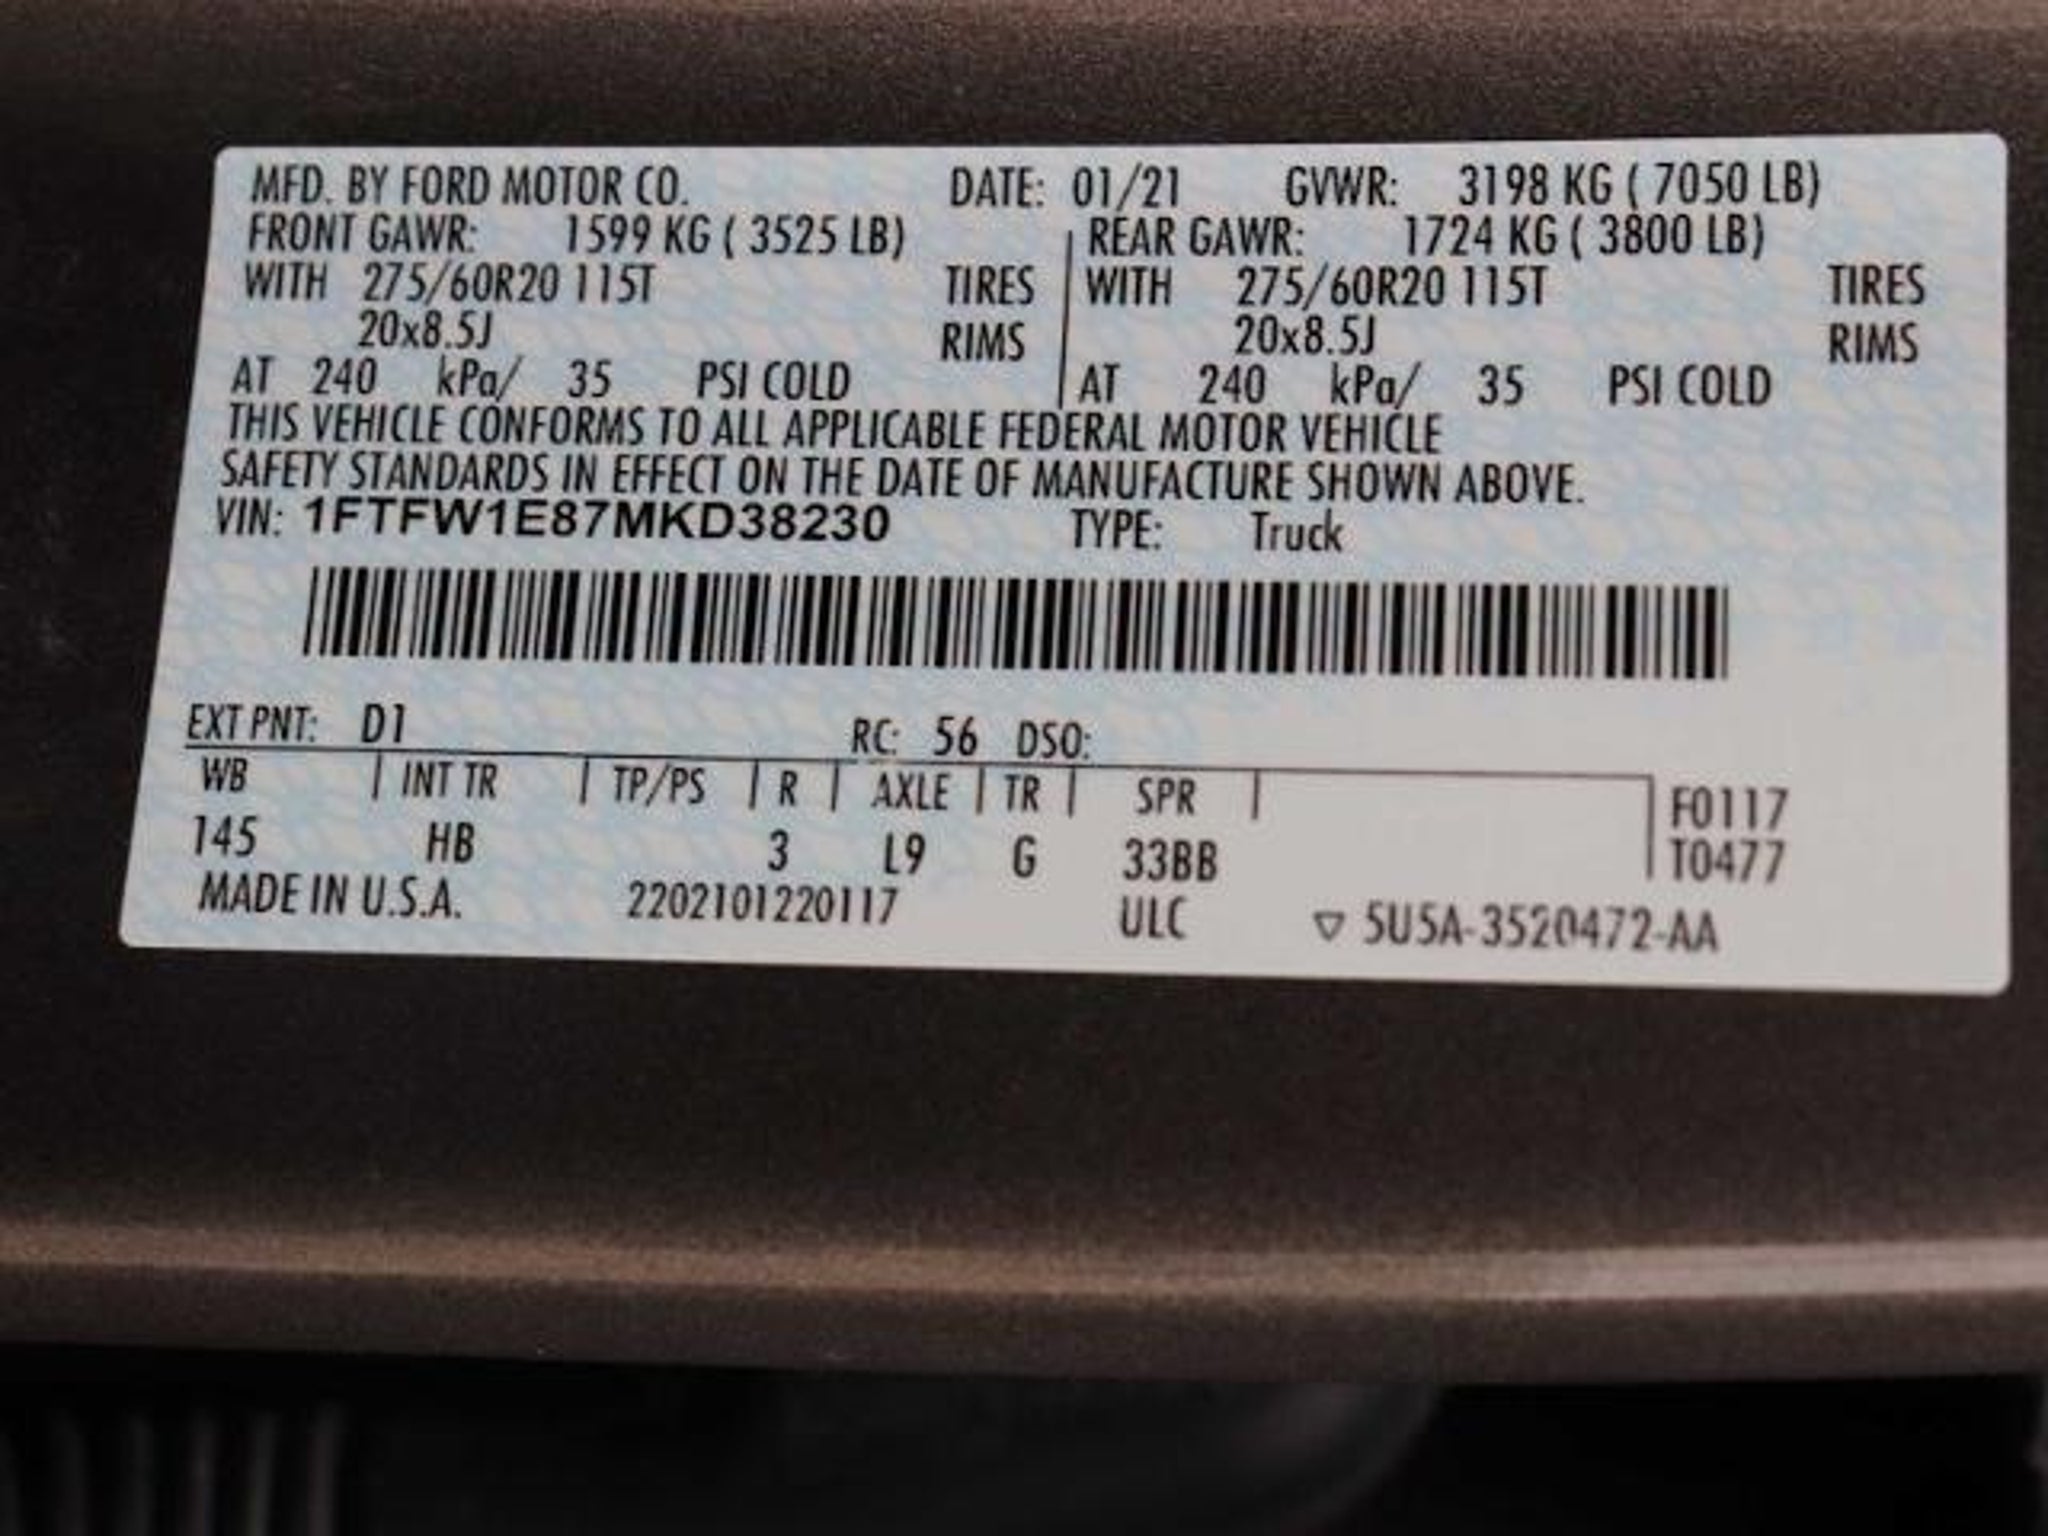 MFD. BY FORD MOTOR CO. DATE: 01/21 GVWR: 3198 KG ( 7050 LB)
FRONT GAWR: 1599 KG ( 3525 LB) REAR GAWR: 1724 KG ( 3800 LB)
WITH 275/60R20 115T TIRES WITH 275/60R20 115T TIRES
20x8.5J RIMS 20x8.5J RIMS
AT 240 kPa/ 35 PSI COLD AT 240 kPa/ 35 PSI COLD
THIS VEHICLE CONFORMS TO ALL APPLICABLE FEDERAL MOTOR VEHICLE
SAFETY STANDARDS IN EFFECT ON THE DATE OF MANUFACTURE SHOWN ABOVE.
VIN: 1FTFW1E87MKD38230 TYPE: Truck
EXT PNT: D1 RC: 56 DSO:
WB INT TR TP/PS R AXLE TR SPR F0117
145 HB 3 L9 G 33BB T0477
MADE IN U.S.A. 2202101220117 ULC ▽ 5U5A-3520472-AA